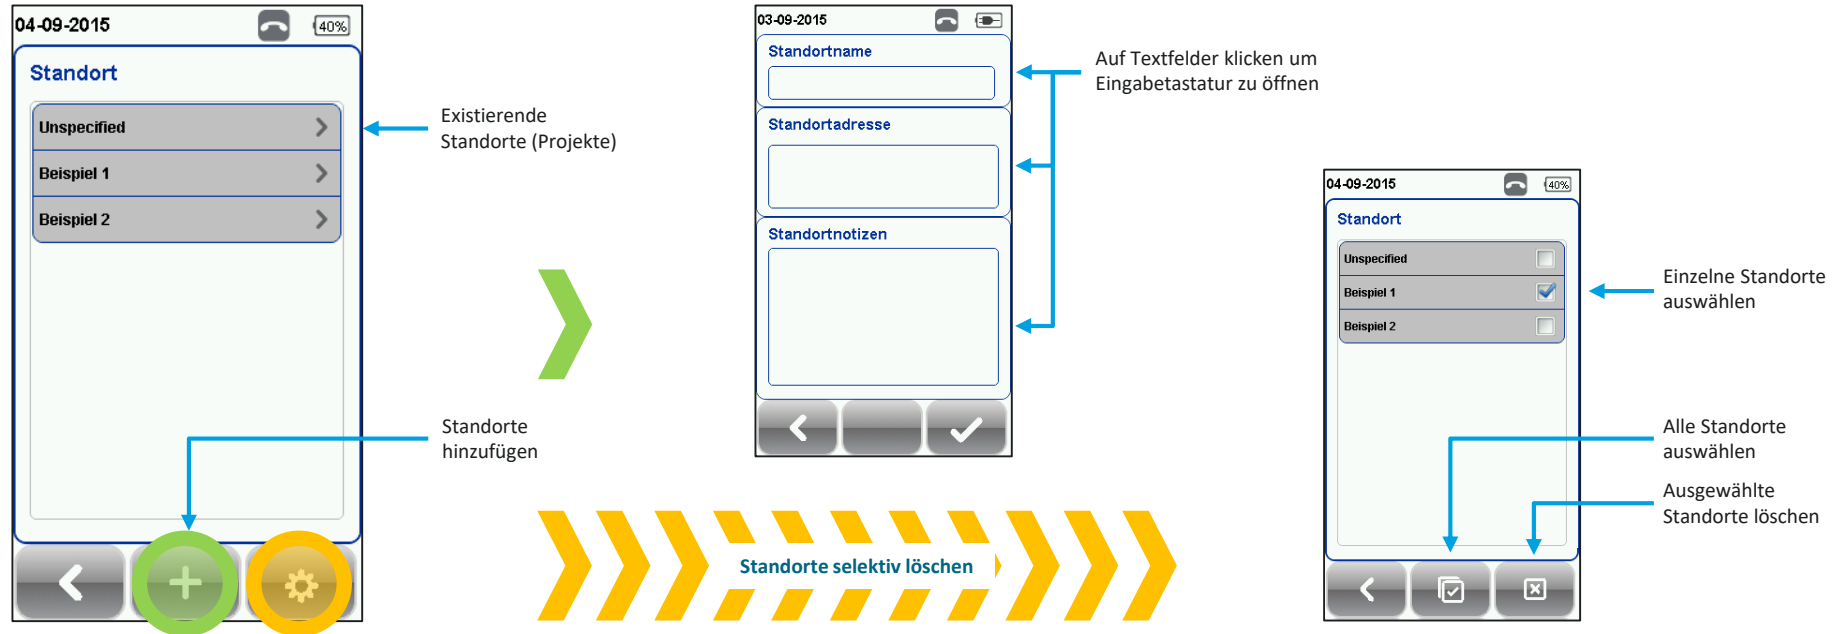 04-09-2015
40%
Standort
Unspecified
Beispiel 1
Beispiel 2
Existierende
Standorte (Projekte)
Standorte
hinzufügen
03-09-2015
Standortname
Standortadresse
Standortnotizen
Auf Textfelder klicken um
Eingabetastatur zu öffnen
Standorte selektiv löschen
04-09-2015
40%
Standort
Unspecified
Beispiel 1
Beispiel 2
Einzelne Standorte
auswählen
Alle Standorte
auswählen
Ausgewählte
Standorte löschen